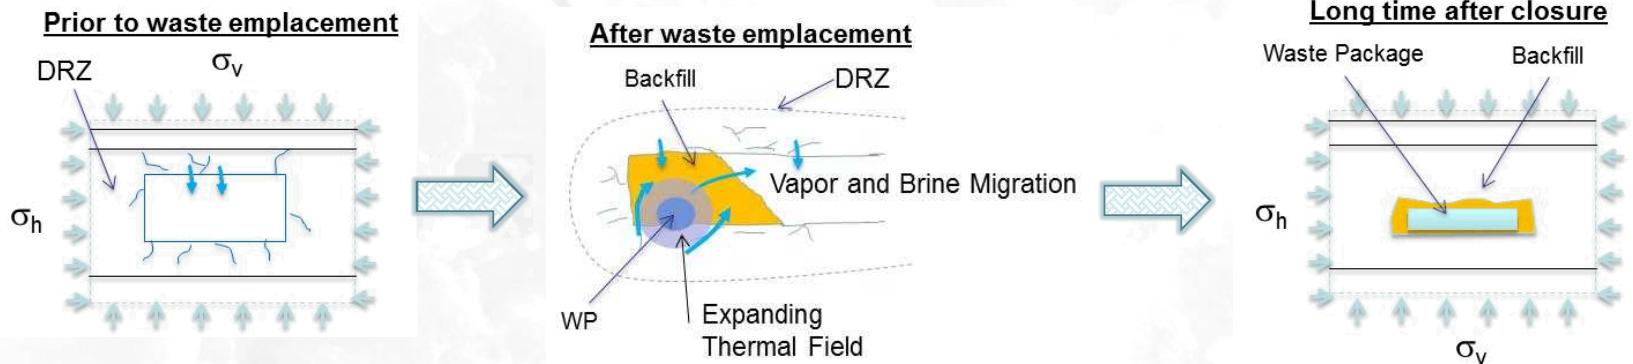 Prior to waste emplacement
DRZ
σv
σh
After waste emplacement
Backfill
DRZ
Vapor and Brine Migration
WP
Expanding
Thermal Field
Long time after closure
Waste Package
Backfill
σh
σv